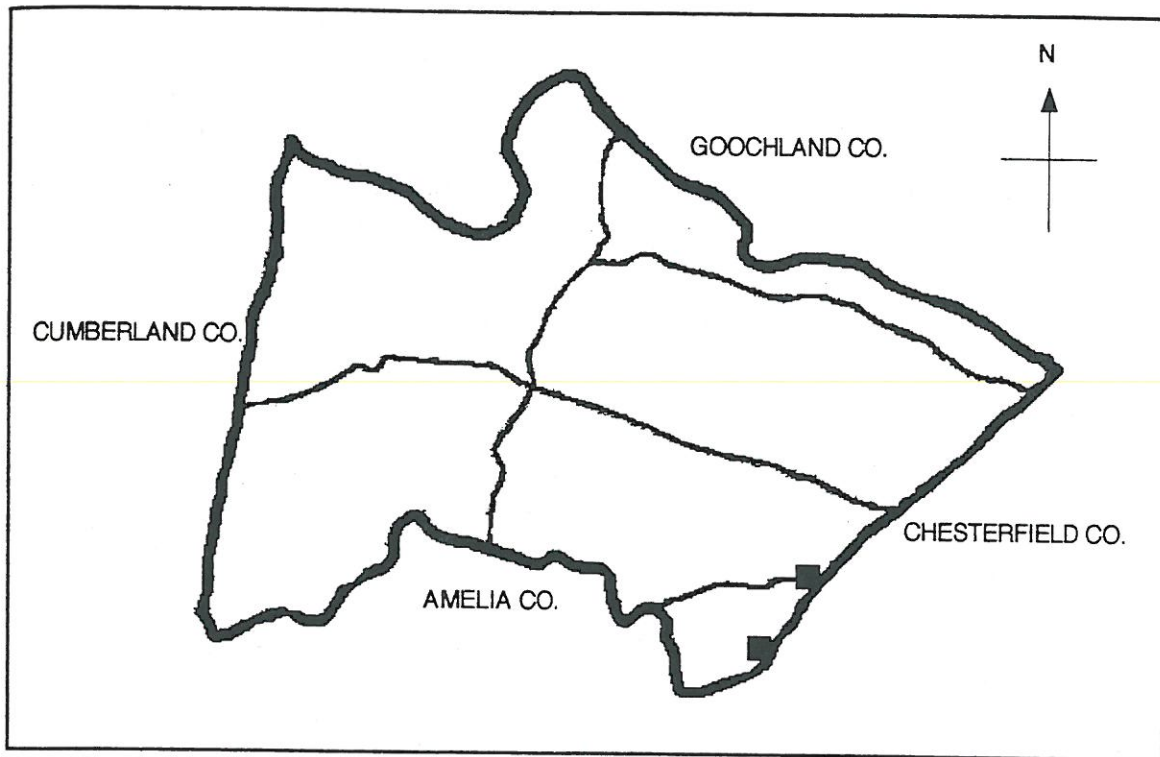 N
GOOCHLAND CO.
CUMBERLAND CO.
CHESTERFIELD CO.
AMELIA CO.